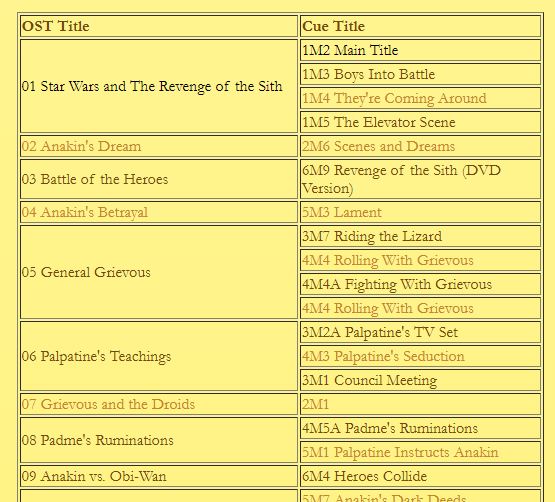 OST Title
Cue Title
01 Star Wars and The Revenge of the Sith
1M2 Main Title
1M3 Boys Into Battle
1M4 They're Coming Around
1M5 The Elevator Scene
02 Anakin's Dream
2M6 Scenes and Dreams
03 Battle of the Heroes
6M9 Revenge of the Sith (DVD
Version)
04 Anakin's Betrayal
5M3 Lament
05 General Grievous
3M7 Riding the Lizard
4M4 Rolling With Grievous
4M4A Fighting With Grievous
4M4 Rolling With Grievous
06 Palpatine's Teachings
3M2A Palpatine's TV Set
4M3 Palpatine's Seduction
3M1 Council Meeting
07 Grievous and the Droids
2M1
08 Padme's Ruminations
4M5A Padme's Ruminations
5M1 Palpatine Instructs Anakin
09 Anakin vs. Obi-Wan
6M4 Heroes Collide
5M7 Anakin's Dark Deeds